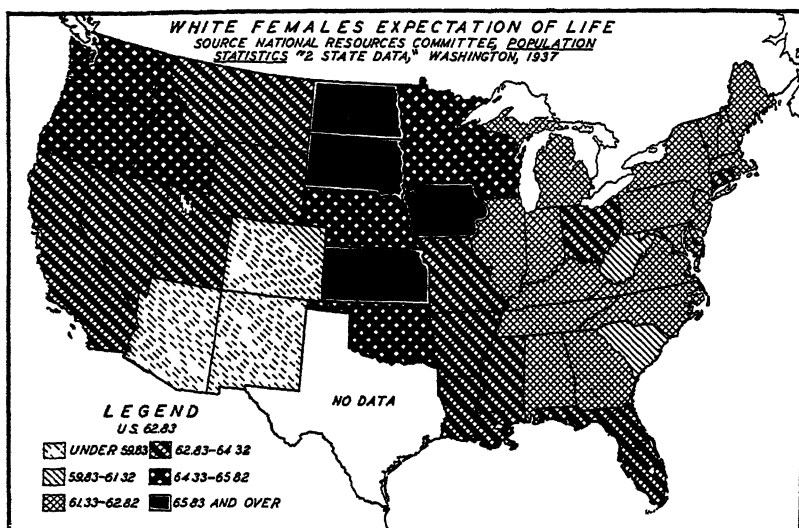 WHITE FEMALES EXPECTATION OF LIFE
SOURCE NATIONAL RESOURCES COMMITTEE, POPULATION
STATISTICS "2 STATE DATA," WASHINGTON, 1937
NO DATA
LEGEND
U.S. 62.83
UNDER 59.83
62.83-64.32
59.83-61.32
64.33-65.82
61.33-62.82
65.83 AND OVER